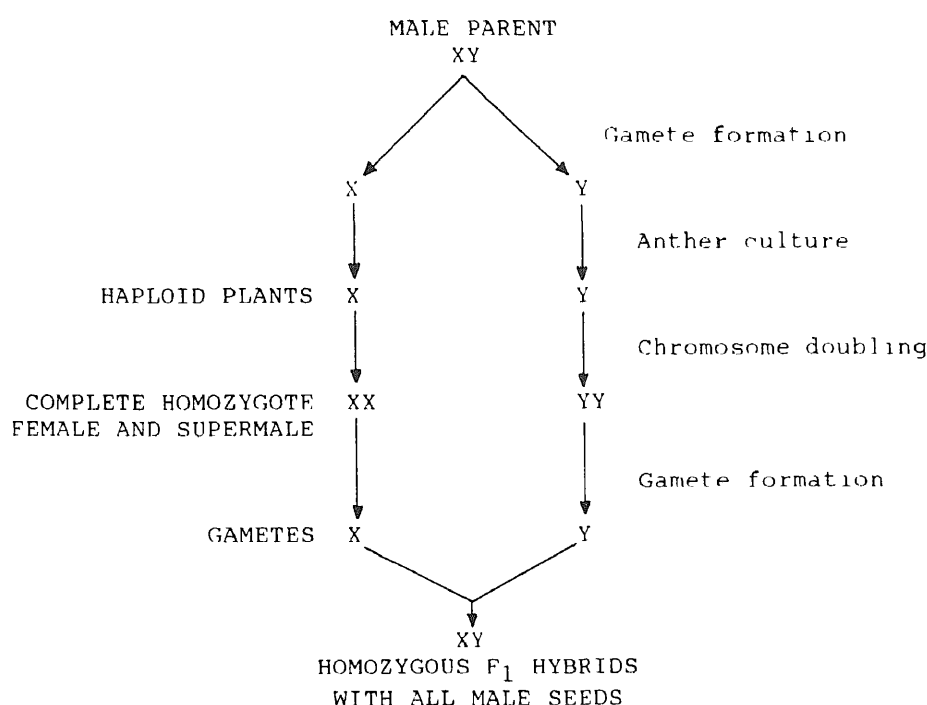 MALE PARENT
XY
Gamete formation
X Y
Anther culture
HAPLOID PLANTS X Y
Chromosome doubling
COMPLETE HOMOZYGOTE XX YY
FEMALE AND SUPERMALE
Gamete formation
GAMETES X Y
XY
HOMOZYGOUS F1 HYBRIDS
WITH ALL MALE SEEDS